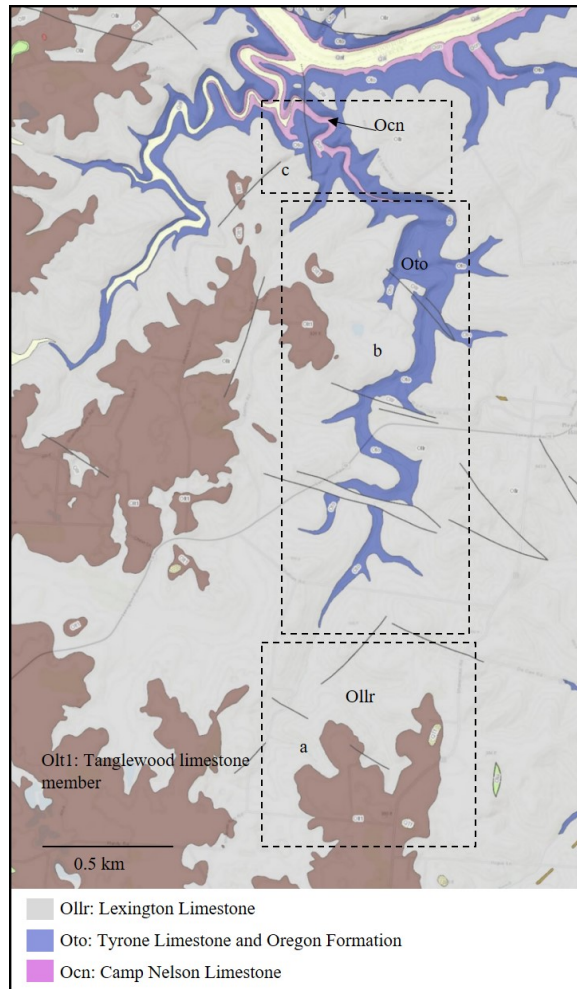 Ocn
c
Oto
b
Ollr
a
Olt1: Tanglewood limestone
member
0.5 km
Ollr: Lexington Limestone
Oto: Tyrone Limestone and Oregon Formation
Ocn: Camp Nelson Limestone